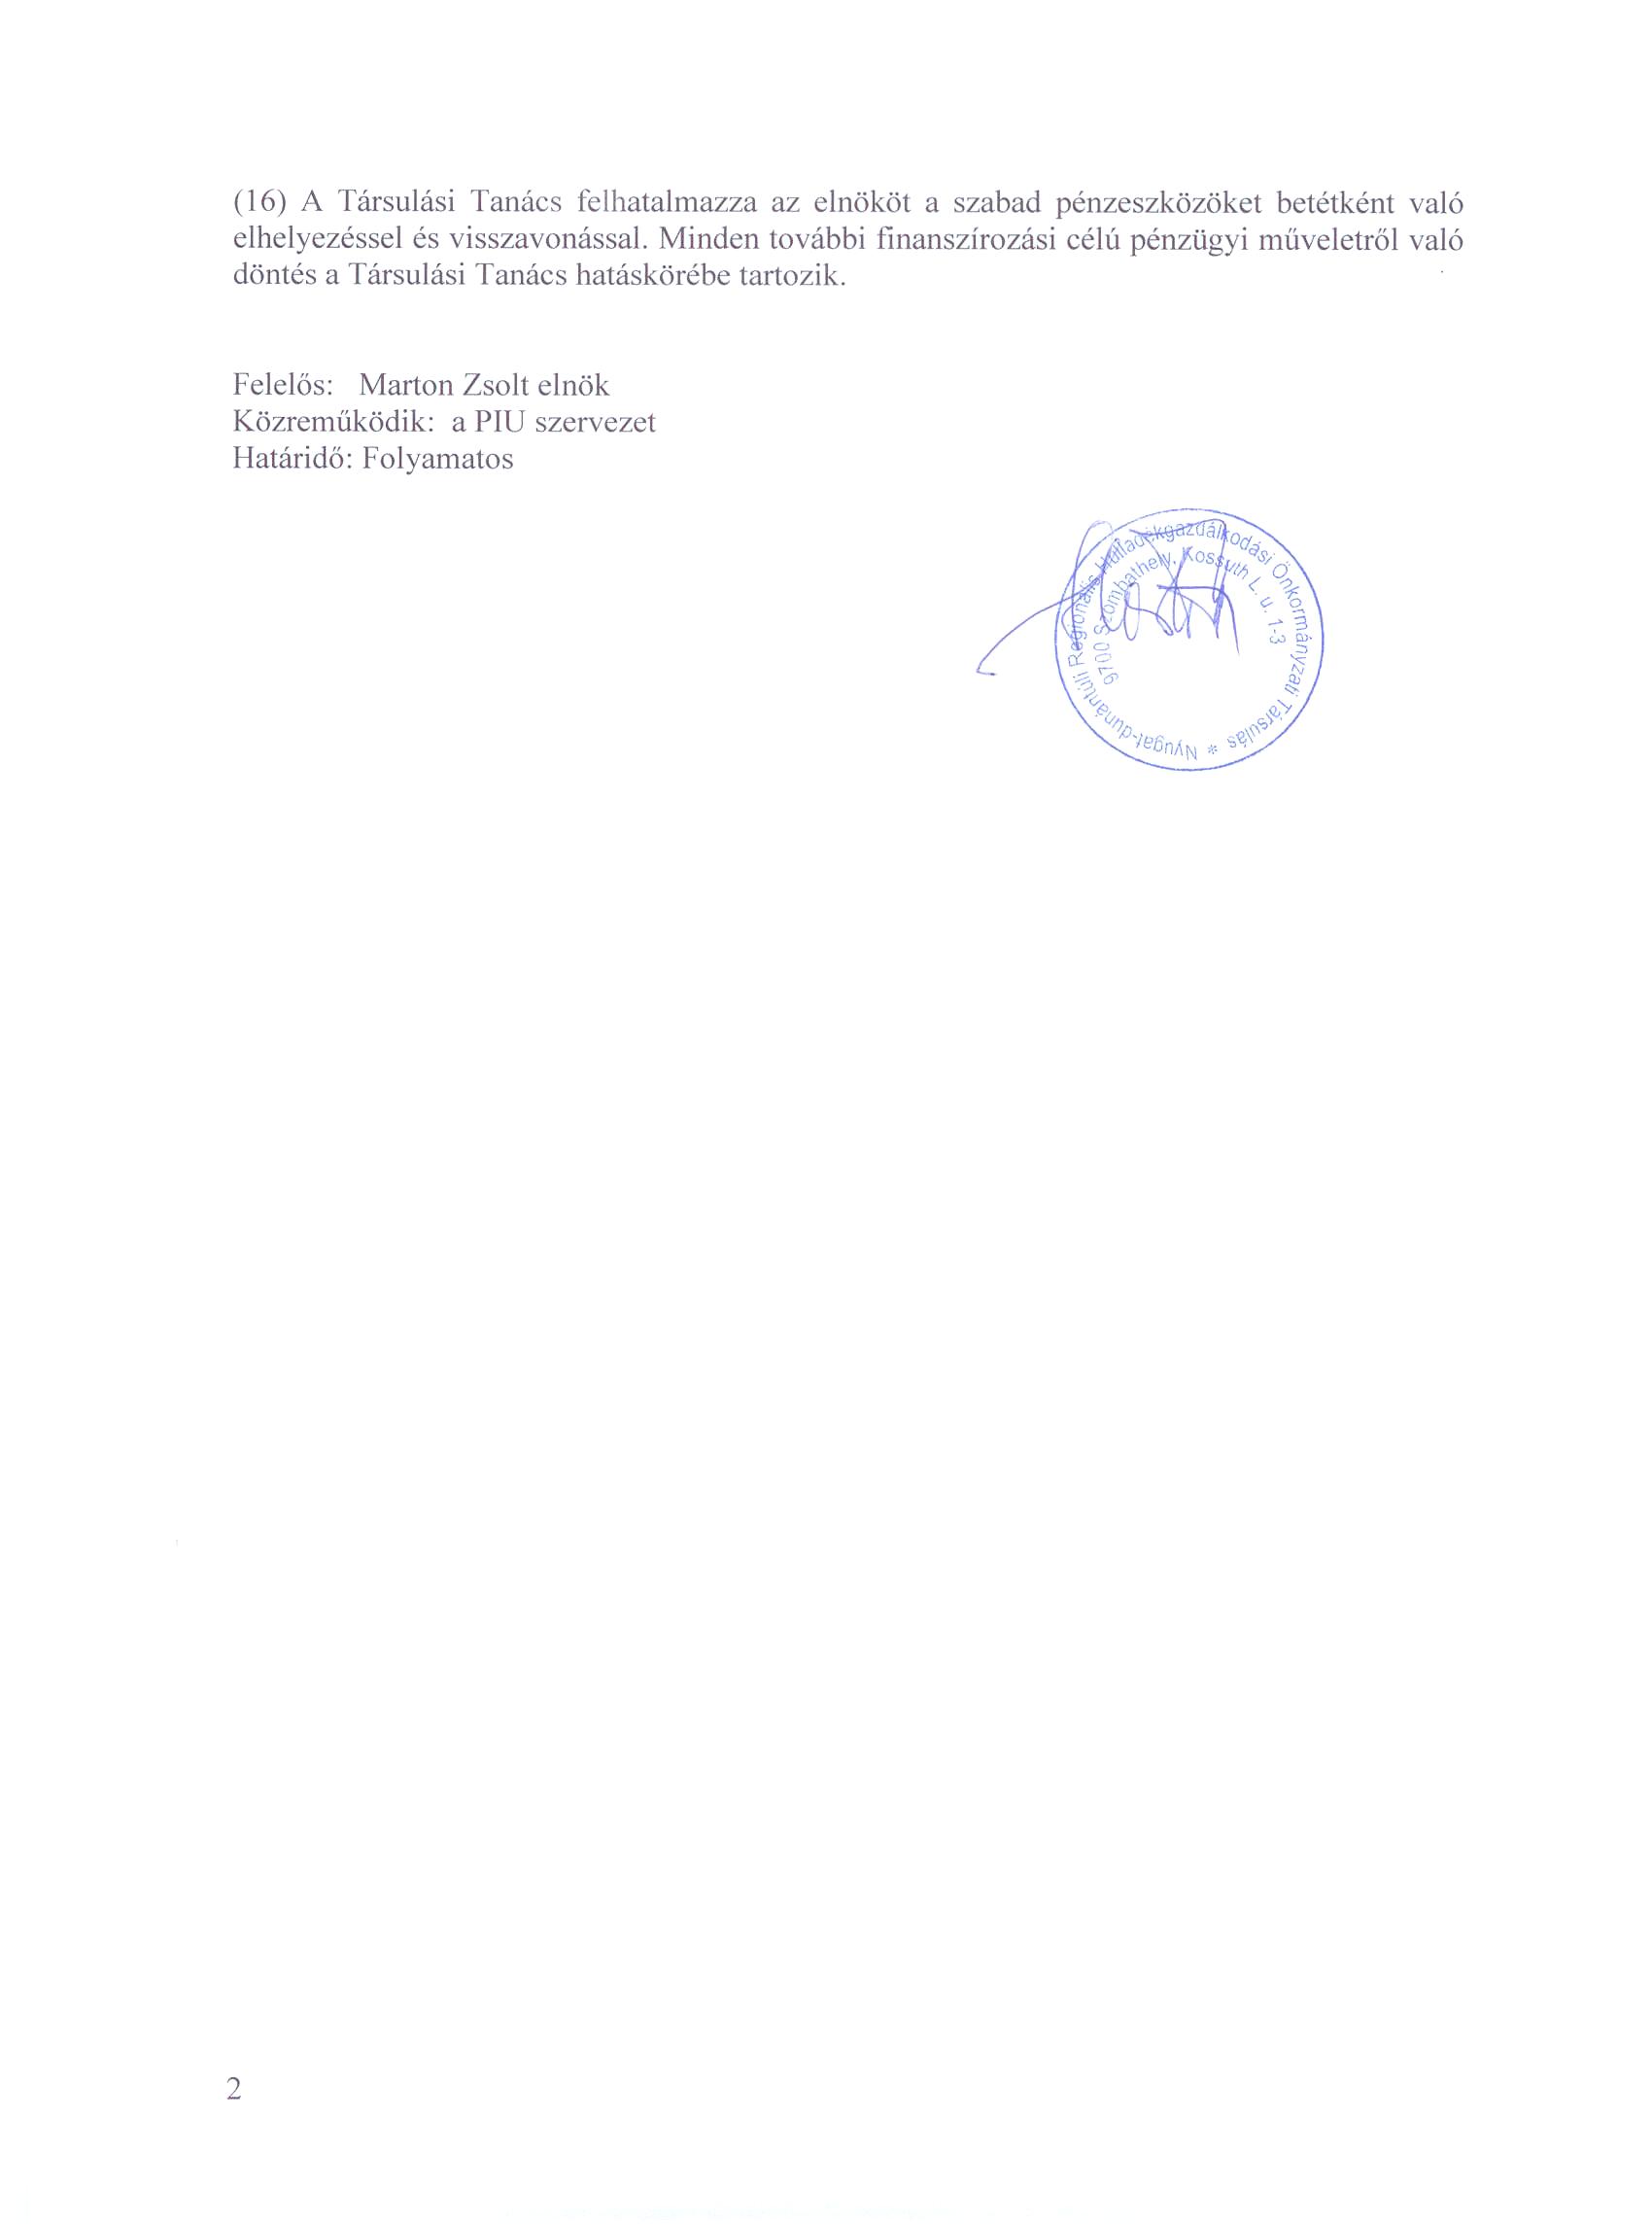 (16) A Társulási Tanács felhatalmazza az elnököt a szabad pénzeszközöket betétként való
elhelyezéssel és visszavonással. Minden további finanszírozási célú pénzügyi műveletről való
döntés a Társulási Tanács hatáskörébe tartozik.
Felelős: Marton Zsolt elnök
Közreműködik: a PIU szervezet
Határidő: Folyamatos
Nyugat-dunántúli Regionális Hulladékgazdálkodási Önkormányzati Társulás *
9700 Szombathely, Kossuth L. u. 1-3
2